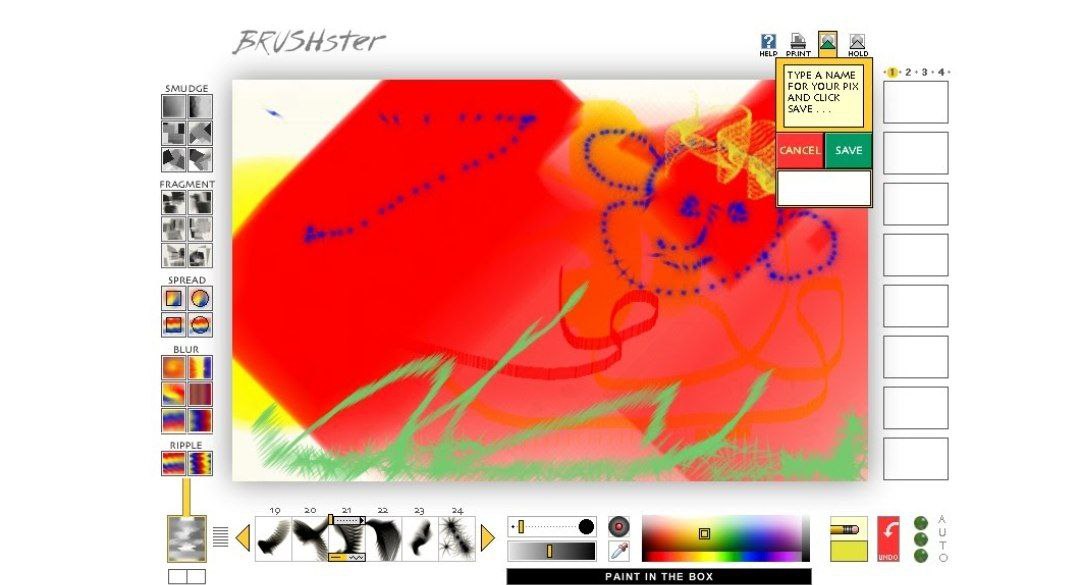 BRUSHster
HELP
PRINT
HOLD
TYPE A NAME
FOR YOUR PIX
AND CLICK
SAVE . . .
CANCEL
SAVE
· 1 · 2 · 3 · 4 ·
SMUDGE
FRAGMENT
SPREAD
BLUR
RIPPLE
19 20 21 22 23 24
UNDO
AUTO
PAINT IN THE BOX